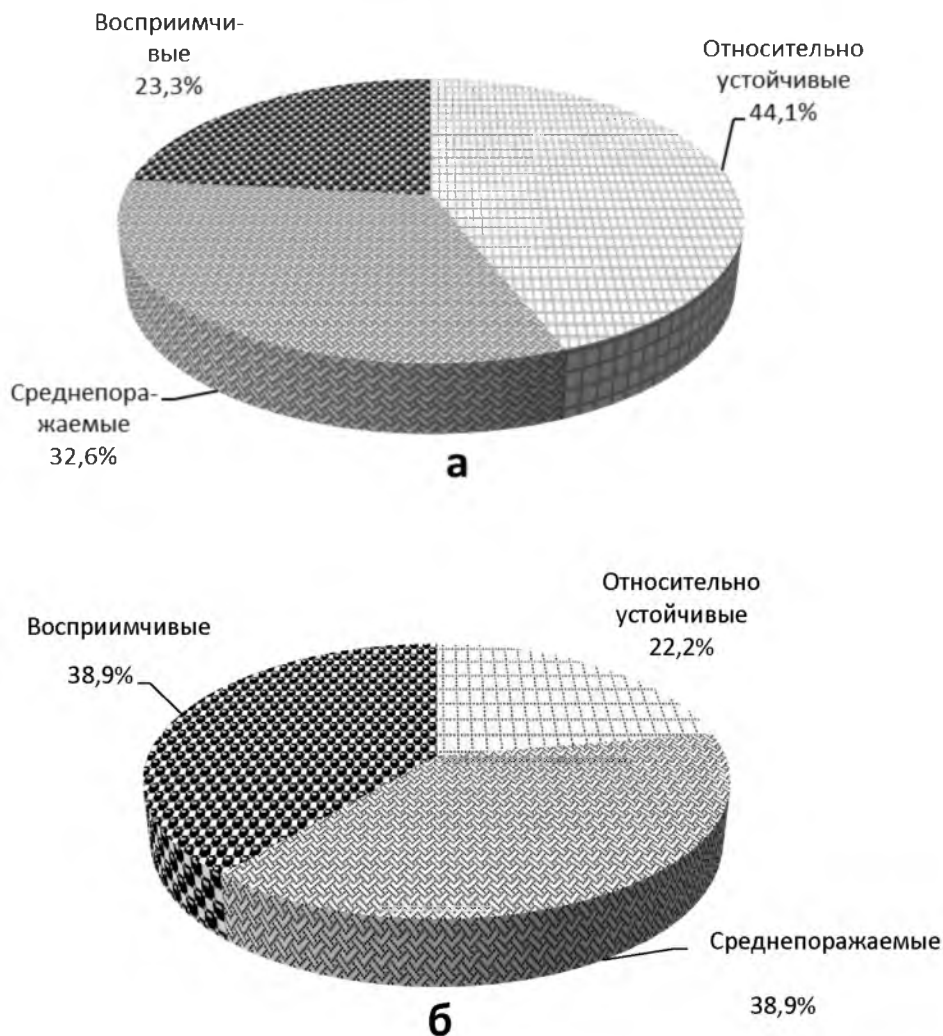 Восприимчи-
вые
23,3%
Относительно
устойчивые
44,1%
Среднепора-
жаемые
32,6%
а
Относительно
устойчивые
22,2%
Восприимчивые
38,9%
Среднепоражаемые
38,9%
б